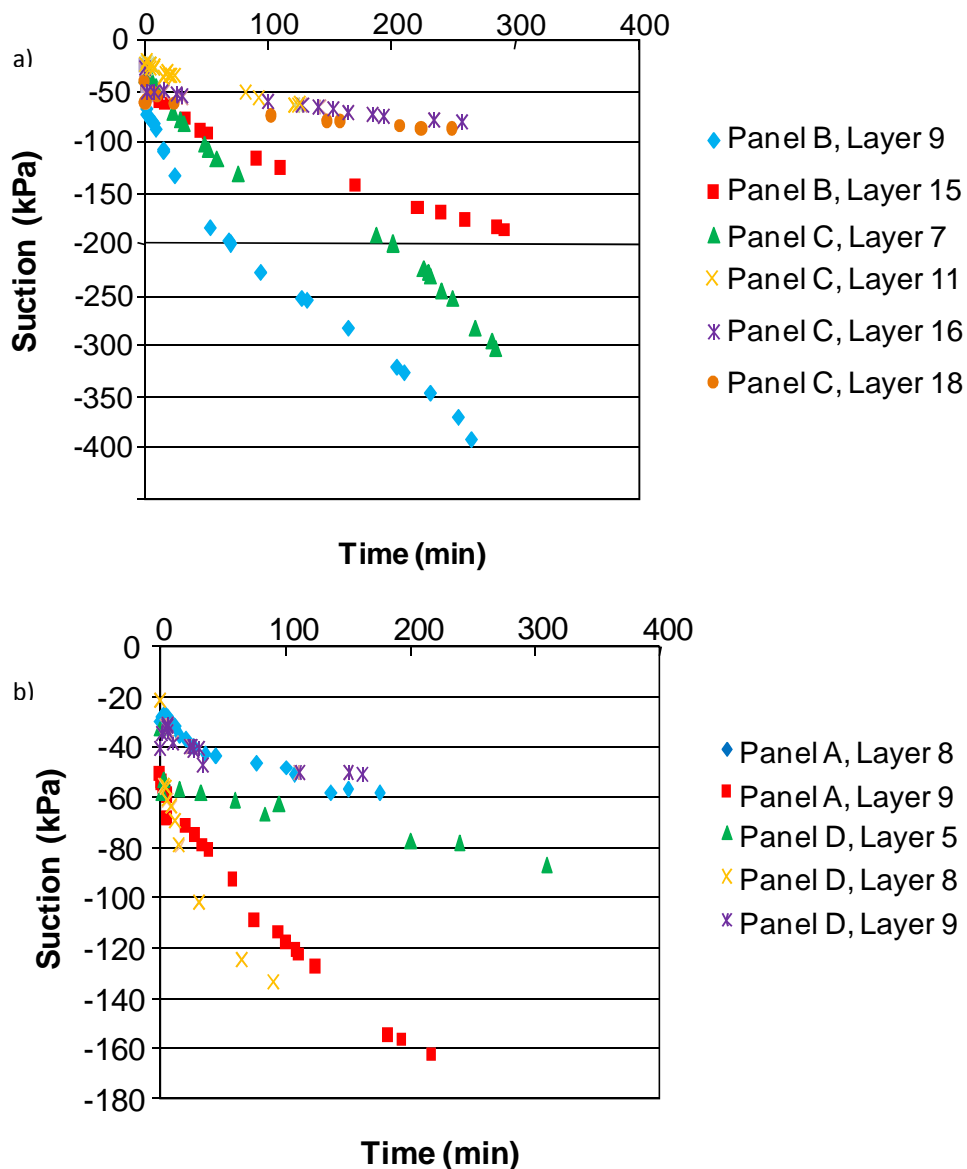 a)
0 100 200 300 400
0
-50
-100
-150
-200
-250
-300
-350
-400
Suction (kPa)
Time (min)
Panel B, Layer 9
Panel B, Layer 15
Panel C, Layer 7
Panel C, Layer 11
Panel C, Layer 16
Panel C, Layer 18
b)
0 100 200 300 400
0
-20
-40
-60
-80
-100
-120
-140
-160
-180
Suction (kPa)
Time (min)
Panel A, Layer 8
Panel A, Layer 9
Panel D, Layer 5
Panel D, Layer 8
Panel D, Layer 9